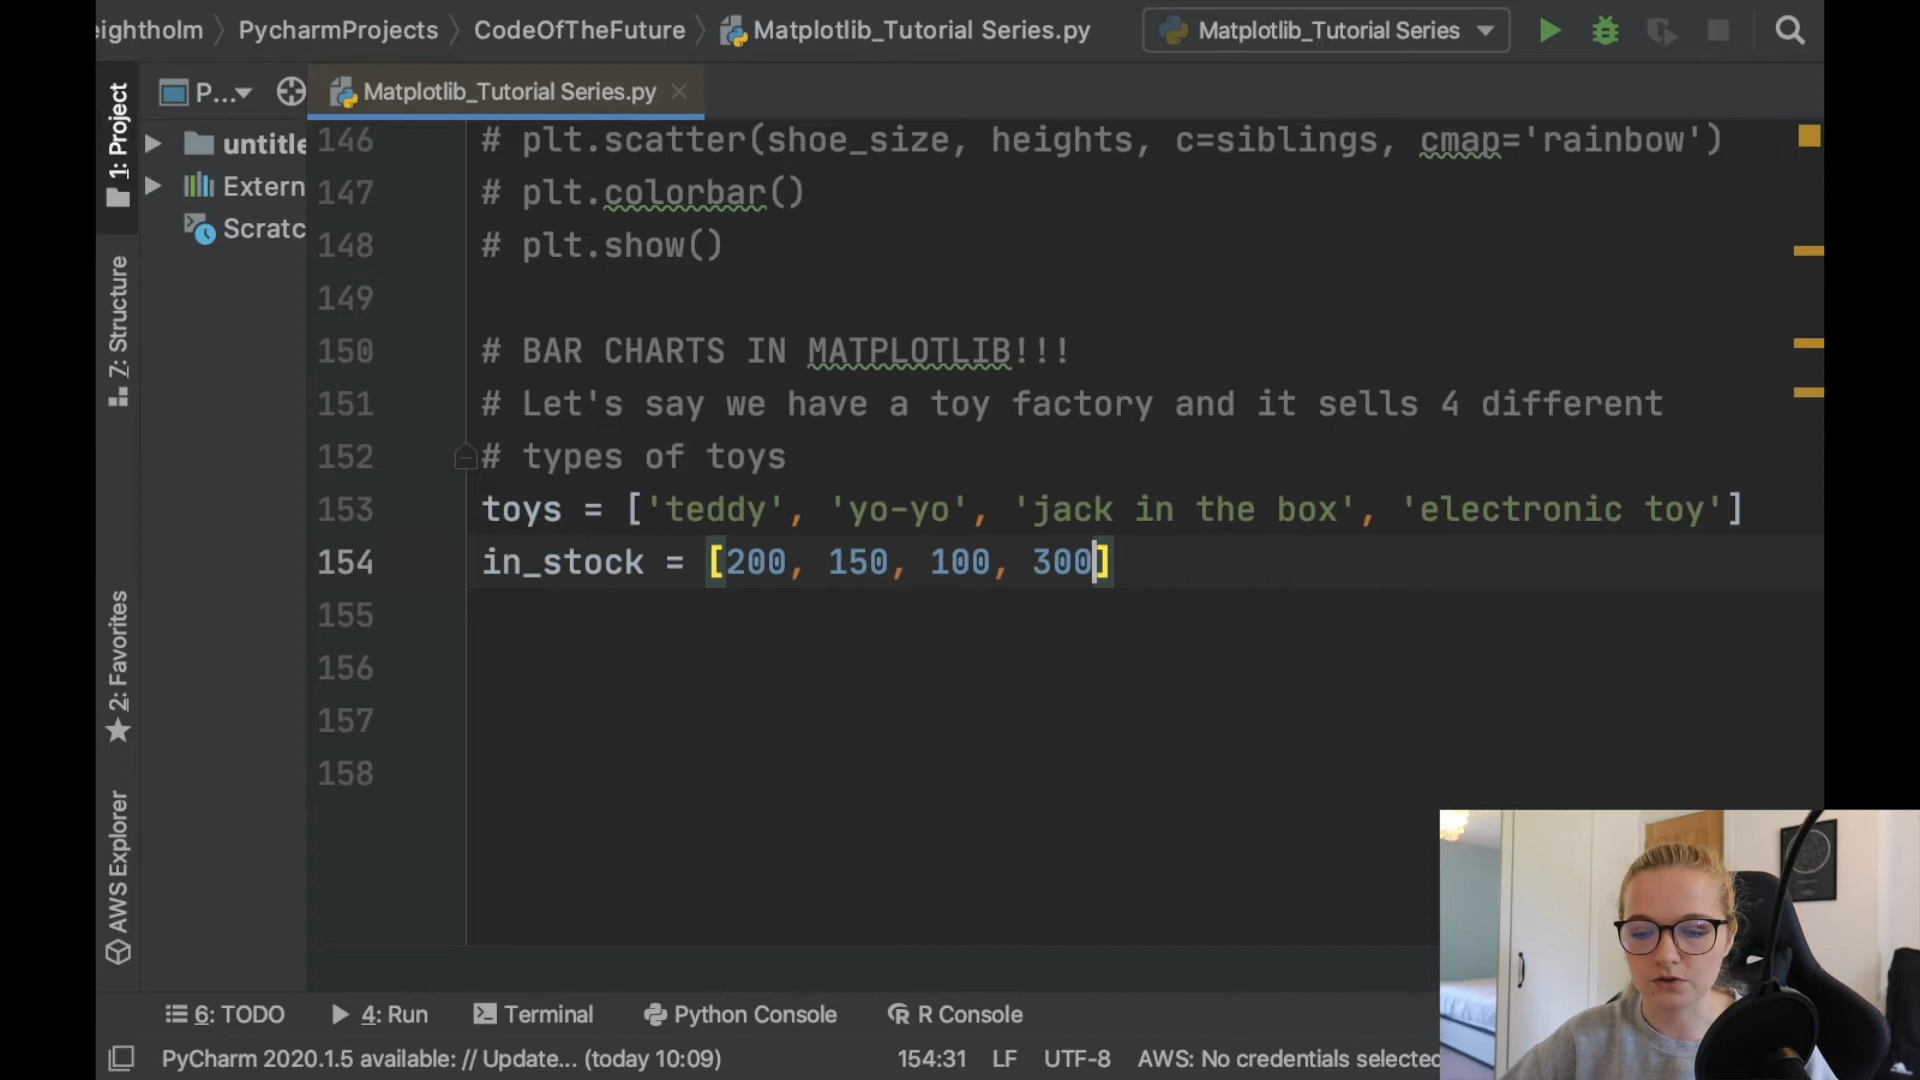 eightholm PycharmProjects CodeOfTheFuture Matplotlib_Tutorial Series.py Matplotlib_Tutorial Series
1: Project
P...
Matplotlib_Tutorial Series.py
untitle
Extern
Scratc
7: Structure
2: Favorites
AWS Explorer
146 # plt.scatter(shoe_size, heights, c=siblings, cmap='rainbow')
147 # plt.colorbar()
148 # plt.show()
149
150 # BAR CHARTS IN MATPLOTLIB!!!
151 # Let's say we have a toy factory and it sells 4 different
152 # types of toys
153 toys = ['teddy', 'yo-yo', 'jack in the box', 'electronic toy']
154 in_stock = [200, 150, 100, 300]
155
156
157
158
6: TODO 4: Run Terminal Python Console R Console
PyCharm 2020.1.5 available: // Update... (today 10:09) 154:31 LF UTF-8 AWS: No credentials selected